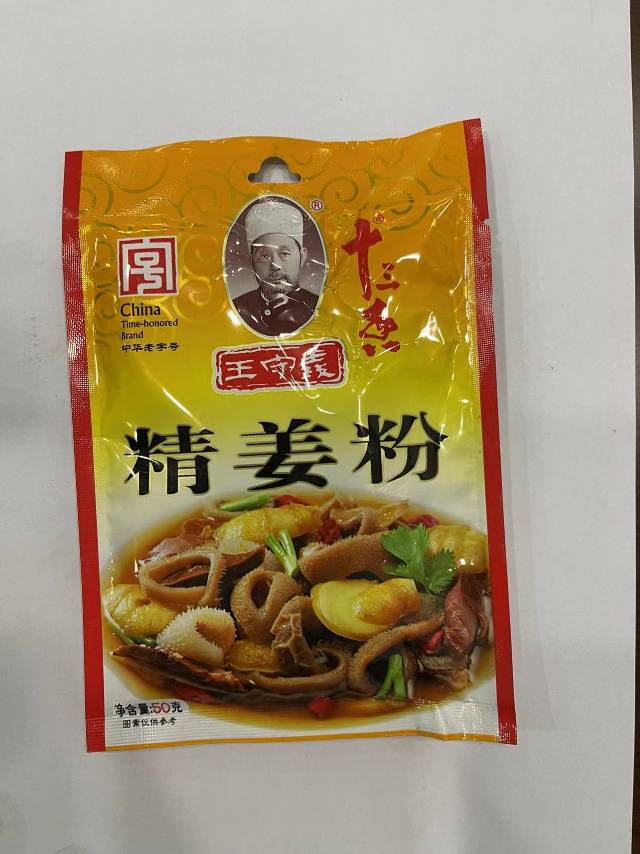 ®
十三香®
China
Time-honored
Brand
中华老字号
王守義
精姜粉
净含量:50克
图案仅供参考